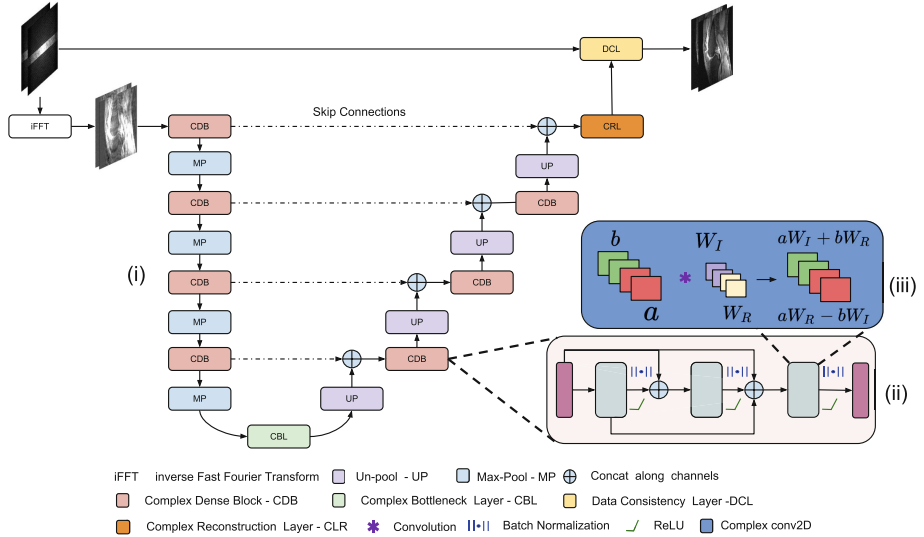 DCL
iFFT
CDB
Skip Connections
CRL
MP
UP
CDB
CDB
MP
UP
b
W_I
aW_I + bW_R
(i)
CDB
CDB
(iii)
a
W_R
aW_R − bW_I
MP
UP
CDB
CDB
||•||
||•||
||•||
(ii)
MP
UP
CBL
iFFT inverse Fast Fourier Transform
Un-pool - UP
Max-Pool - MP
Concat along channels
Complex Dense Block - CDB
Complex Bottleneck Layer - CBL
Data Consistency Layer -DCL
Complex Reconstruction Layer - CLR
Convolution
||•|| Batch Normalization
ReLU
Complex conv2D